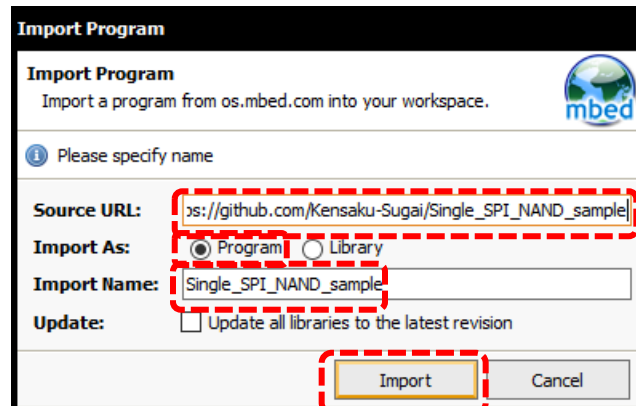 Import Program
Import Program
Import a program from os.mbed.com into your workspace.
mbed
Please specify name
Source URL: ps://github.com/Kensaku-Sugai/Single_SPI_NAND_sample
Import As: Program Library
Import Name: Single_SPI_NAND_sample
Update: Update all libraries to the latest revision
Import Cancel